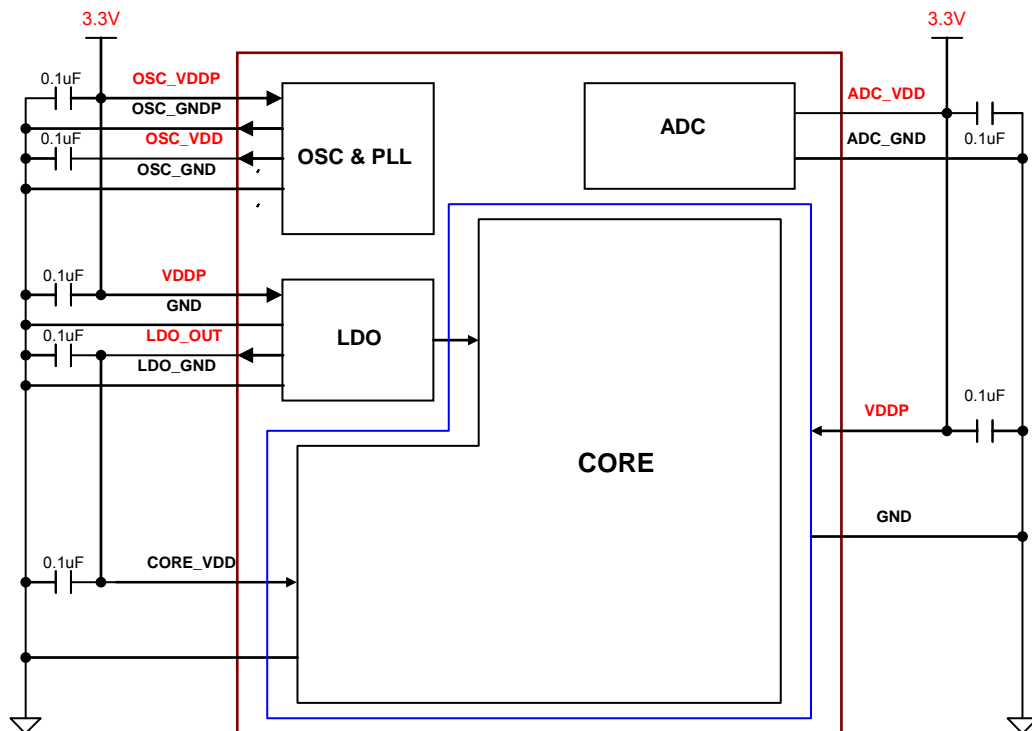 3.3V
3.3V
0.1uF
OSC_VDDP
OSC_GNDP
ADC_VDD
ADC
0.1uF
OSC_VDD
ADC_GND
0.1uF
OSC & PLL
OSC_GND
0.1uF
VDDP
GND
0.1uF
LDO_OUT
LDO
LDO_GND
0.1uF
VDDP
CORE
GND
0.1uF
CORE_VDD